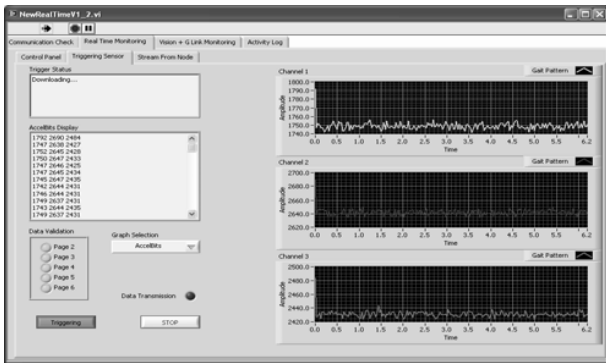 NewRealTimeV1_2.vi
Communication Check Real Time Monitoring Vision + G Link Monitoring Activity Log
Control Panel Triggering Sensor Stream From Node
Trigger Status
Downloading...
AccelBits Display
1792 2690 2484
1747 2638 2427
1752 2645 2428
1750 2647 2433
1747 2646 2425
1747 2645 2434
1745 2647 2435
1742 2644 2431
1746 2644 2431
1749 2637 2431
1743 2644 2435
1749 2637 2431
Data Validation
Page 2
Page 3
Page 4
Page 5
Page 6
Graph Selection
AccelBits
Data Transmission
Triggering
STOP
Channel 1
Gait Pattern
Amplitude
1800.0
1790.0
1780.0
1770.0
1760.0
1750.0
1740.0
0.0 0.5 1.0 1.5 2.0 2.5 3.0 3.5 4.0 4.5 5.0 5.5 6.2
Time
Channel 2
Gait Pattern
Amplitude
2700.0
2680.0
2660.0
2640.0
2620.0
0.0 0.5 1.0 1.5 2.0 2.5 3.0 3.5 4.0 4.5 5.0 5.5 6.2
Time
Channel 3
Gait Pattern
Amplitude
2500.0
2480.0
2460.0
2440.0
2420.0
0.0 0.5 1.0 1.5 2.0 2.5 3.0 3.5 4.0 4.5 5.0 5.5 6.2
Time